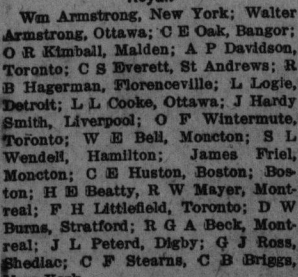 Wm Armstrong, New York; Walter
Armstrong, Ottawa; C E Oak, Bangor;
O R Kimball, Malden; A P Davidson,
Toronto; C S Everett, St Andrews; R
B Hagerman, Florenceville; L Logie,
Detroit; L L Cooke, Ottawa; J Hardy
Smith, Liverpool; O F Wintermute,
Toronto; W E Bell, Moncton; S L
Wendell, Hamilton; James Friel,
Moncton; C E Huston, Boston; Bos-
ton; H E Beatty, R W Mayer, Mont-
real; F H Littlefield, Toronto; D W
Burns, Stratford; R G A Beck, Mont-
real; J L Peterd, Digby; G J Ross,
Shediac; C F Stearns, C B Briggs,